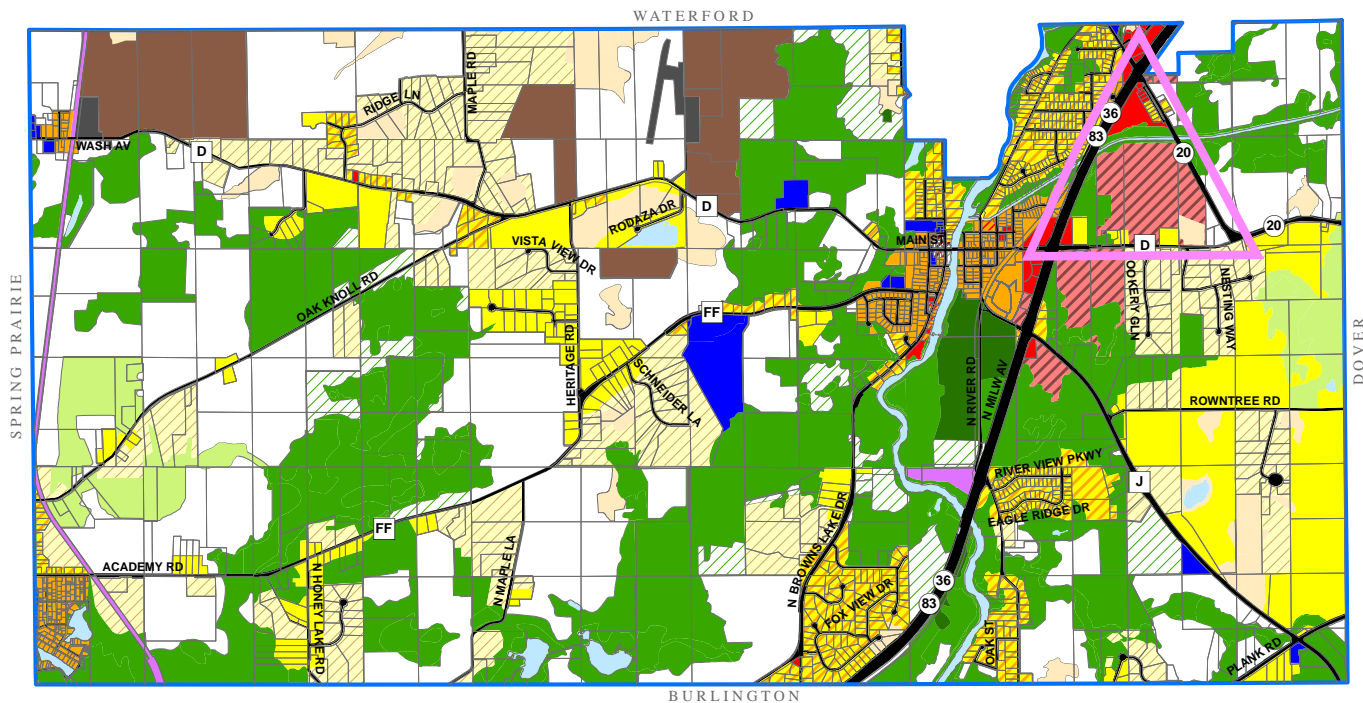 WATERFORD
MAPLE RD
RIDGE LN
36
83
WASH AV
D
20
D
RODAZA DR
20
MAIN ST
D
VISTA VIEW DR
OAK KNOLL RD
OOKERY GLN
NESTING WAY
FF
SPRING PRAIRIE
DOVER
HERITAGE RD
SCHNEIDER LA
N RIVER RD
N MILW AV
ROWNTREE RD
RIVER VIEW PKWY
J
EAGLE RIDGE DR
FF
N BROWNS LAKE DR
N MAPLE LA
ACADEMY RD
N HONEY LAKE RD
36
83
FOX VIEW DR
OAK ST
PLANK RD
BURLINGTON